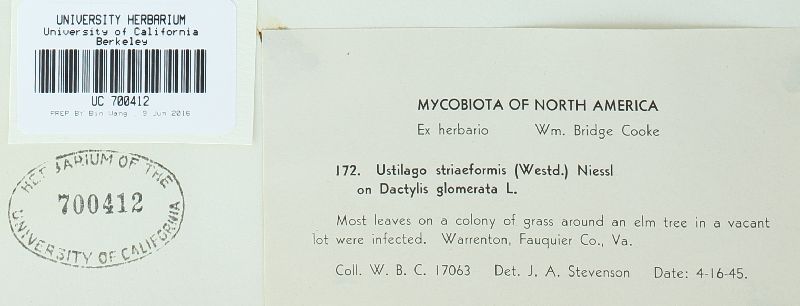 UNIVERSITY HERBARIUM
University of California
Berkeley
UC 700412
PREP BY Bin Wang , 9 Jun 2016
HERBARIUM OF THE
700412
UNIVERSITY OF CALIFORNIA
MYCOBIOTA OF NORTH AMERICA
Ex herbario Wm. Bridge Cooke
172. Ustilago striaeformis (Westd.) Niessl
on Dactylis glomerata L.
Most leaves on a colony of grass around an elm tree in a vacant
lot were infected. Warrenton, Fauquier Co., Va.
Coll. W. B. C. 17063 Det. J. A. Stevenson Date: 4-16-45.